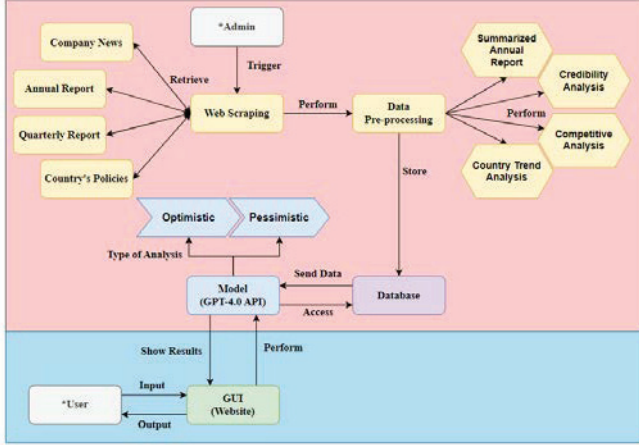 Company News
*Admin
Summarized
Annual
Report
Trigger
Credibility
Analysis
Retrieve
Annual Report
Web Scraping
Perform
Data
Pre-processing
Perform
Quarterly Report
Competitive
Analysis
Country's Policies
Country Trend
Analysis
Store
Optimistic
Pessimistic
Type of Analysis
Send Data
Model
(GPT-4.0 API)
Database
Access
Show Results
Perform
Input
*User
GUI
(Website)
Output